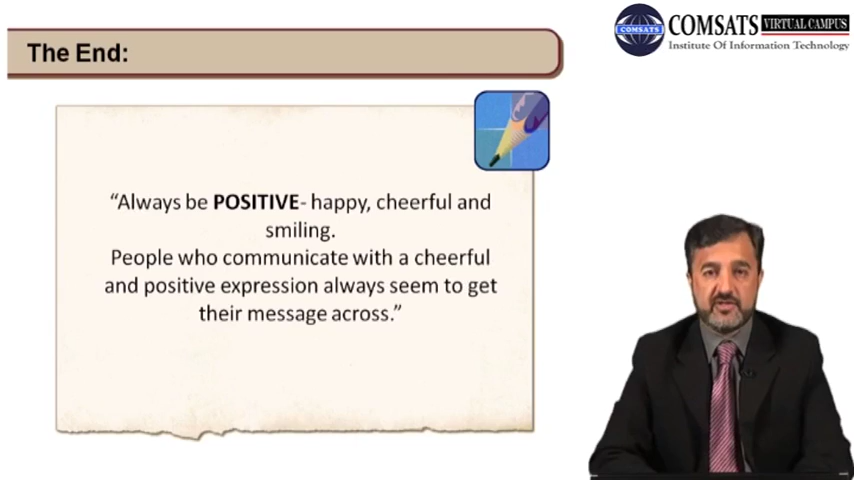 The End:
COMSATS VIRTUAL CAMPUS
Institute Of Information Technology
COMSATS
“Always be POSITIVE- happy, cheerful and
smiling.
People who communicate with a cheerful
and positive expression always seem to get
their message across.”